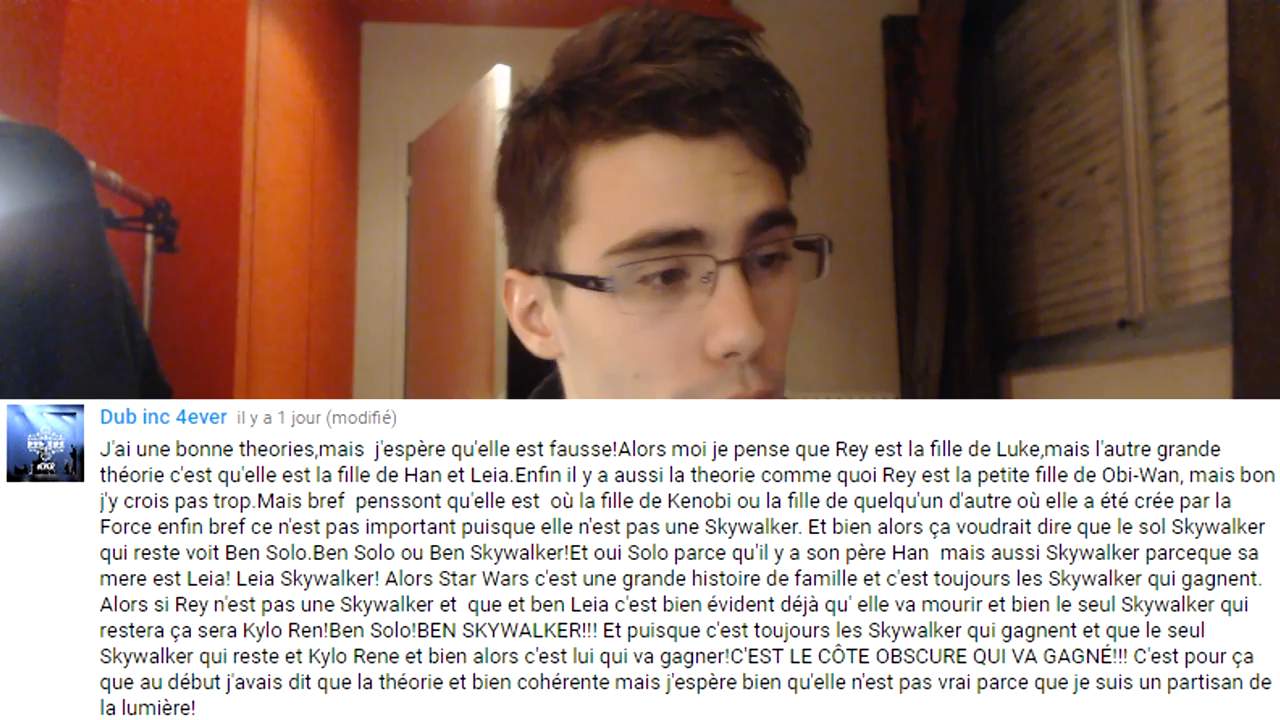 Dub inc 4ever il y a 1 jour (modifié)
J'ai une bonne theories,mais  j'espère qu'elle est fausse!Alors moi je pense que Rey est la fille de Luke,mais l'autre grande
théorie c'est qu'elle est la fille de Han et Leia.Enfin il y a aussi la theorie comme quoi Rey est la petite fille de Obi-Wan, mais bon
j'y crois pas trop.Mais bref  penssont qu'elle est  où la fille de Kenobi ou la fille de quelqu'un d'autre où elle a été crée par la
Force enfin bref ce n'est pas important puisque elle n'est pas une Skywalker. Et bien alors ça voudrait dire que le sol Skywalker
qui reste voit Ben Solo.Ben Solo ou Ben Skywalker!Et oui Solo parce qu'il y a son père Han  mais aussi Skywalker parceque sa
mere est Leia! Leia Skywalker! Alors Star Wars c'est une grande histoire de famille et c'est toujours les Skywalker qui gagnent.
Alors si Rey n'est pas une Skywalker et  que et ben Leia c'est bien évident déjà qu' elle va mourir et bien le seul Skywalker qui
restera ça sera Kylo Ren!Ben Solo!BEN SKYWALKER!!! Et puisque c'est toujours les Skywalker qui gagnent et que le seul
Skywalker qui reste et Kylo Rene et bien alors c'est lui qui va gagner!C'EST LE CÔTE OBSCURE QUI VA GAGNÉ!!! C'est pour ça
que au début j'avais dit que la théorie et bien cohérente mais j'espère bien qu'elle n'est pas vrai parce que je suis un partisan de
la lumière!